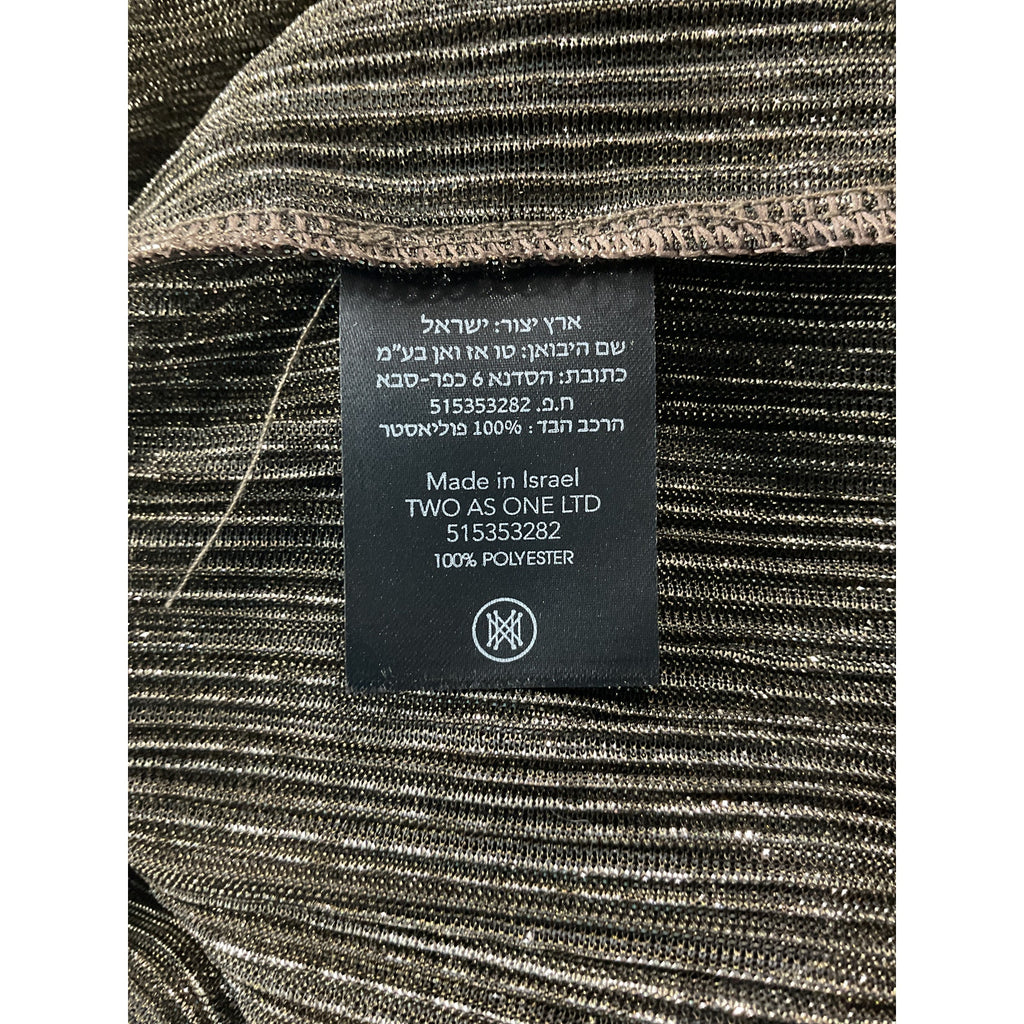 ארץ יצור: ישראל
שם היבואן: טו אז ואן בע"מ
כתובת: הסדנא 6 כפר-סבא
ח.פ. 515353282
הרכב הבד: 100% פוליאסטר
Made in Israel
TWO AS ONE LTD
515353282
100% POLYESTER